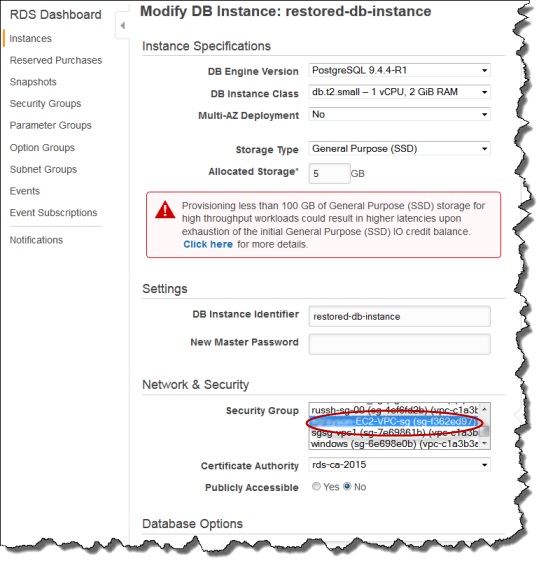 RDS Dashboard
Instances
Reserved Purchases
Snapshots
Security Groups
Parameter Groups
Option Groups
Subnet Groups
Events
Event Subscriptions
Notifications
Modify DB Instance: restored-db-instance
Instance Specifications
DB Engine Version PostgreSQL 9.4.4-R1
DB Instance Class db.t2.small – 1 vCPU, 2 GiB RAM
Multi-AZ Deployment No
Storage Type General Purpose (SSD)
Allocated Storage* 5 GB
Provisioning less than 100 GB of General Purpose (SSD) storage for
high throughput workloads could result in higher latencies upon
exhaustion of the initial General Purpose (SSD) IO credit balance.
Click here for more details.
Settings
DB Instance Identifier restored-db-instance
New Master Password
Network & Security
Security Group russh-sg-00 (sg-4ef6fd2b) (vpc-c1a3b
EC2-VPC-sg (sg-f362ed97)
sgsg-vpc1 (sg-7e69861b) (vpc-c1a3b
windows (sg-6e698e0b) (vpc-c1a3b3a
Certificate Authority rds-ca-2015
Publicly Accessible Yes No
Database Options